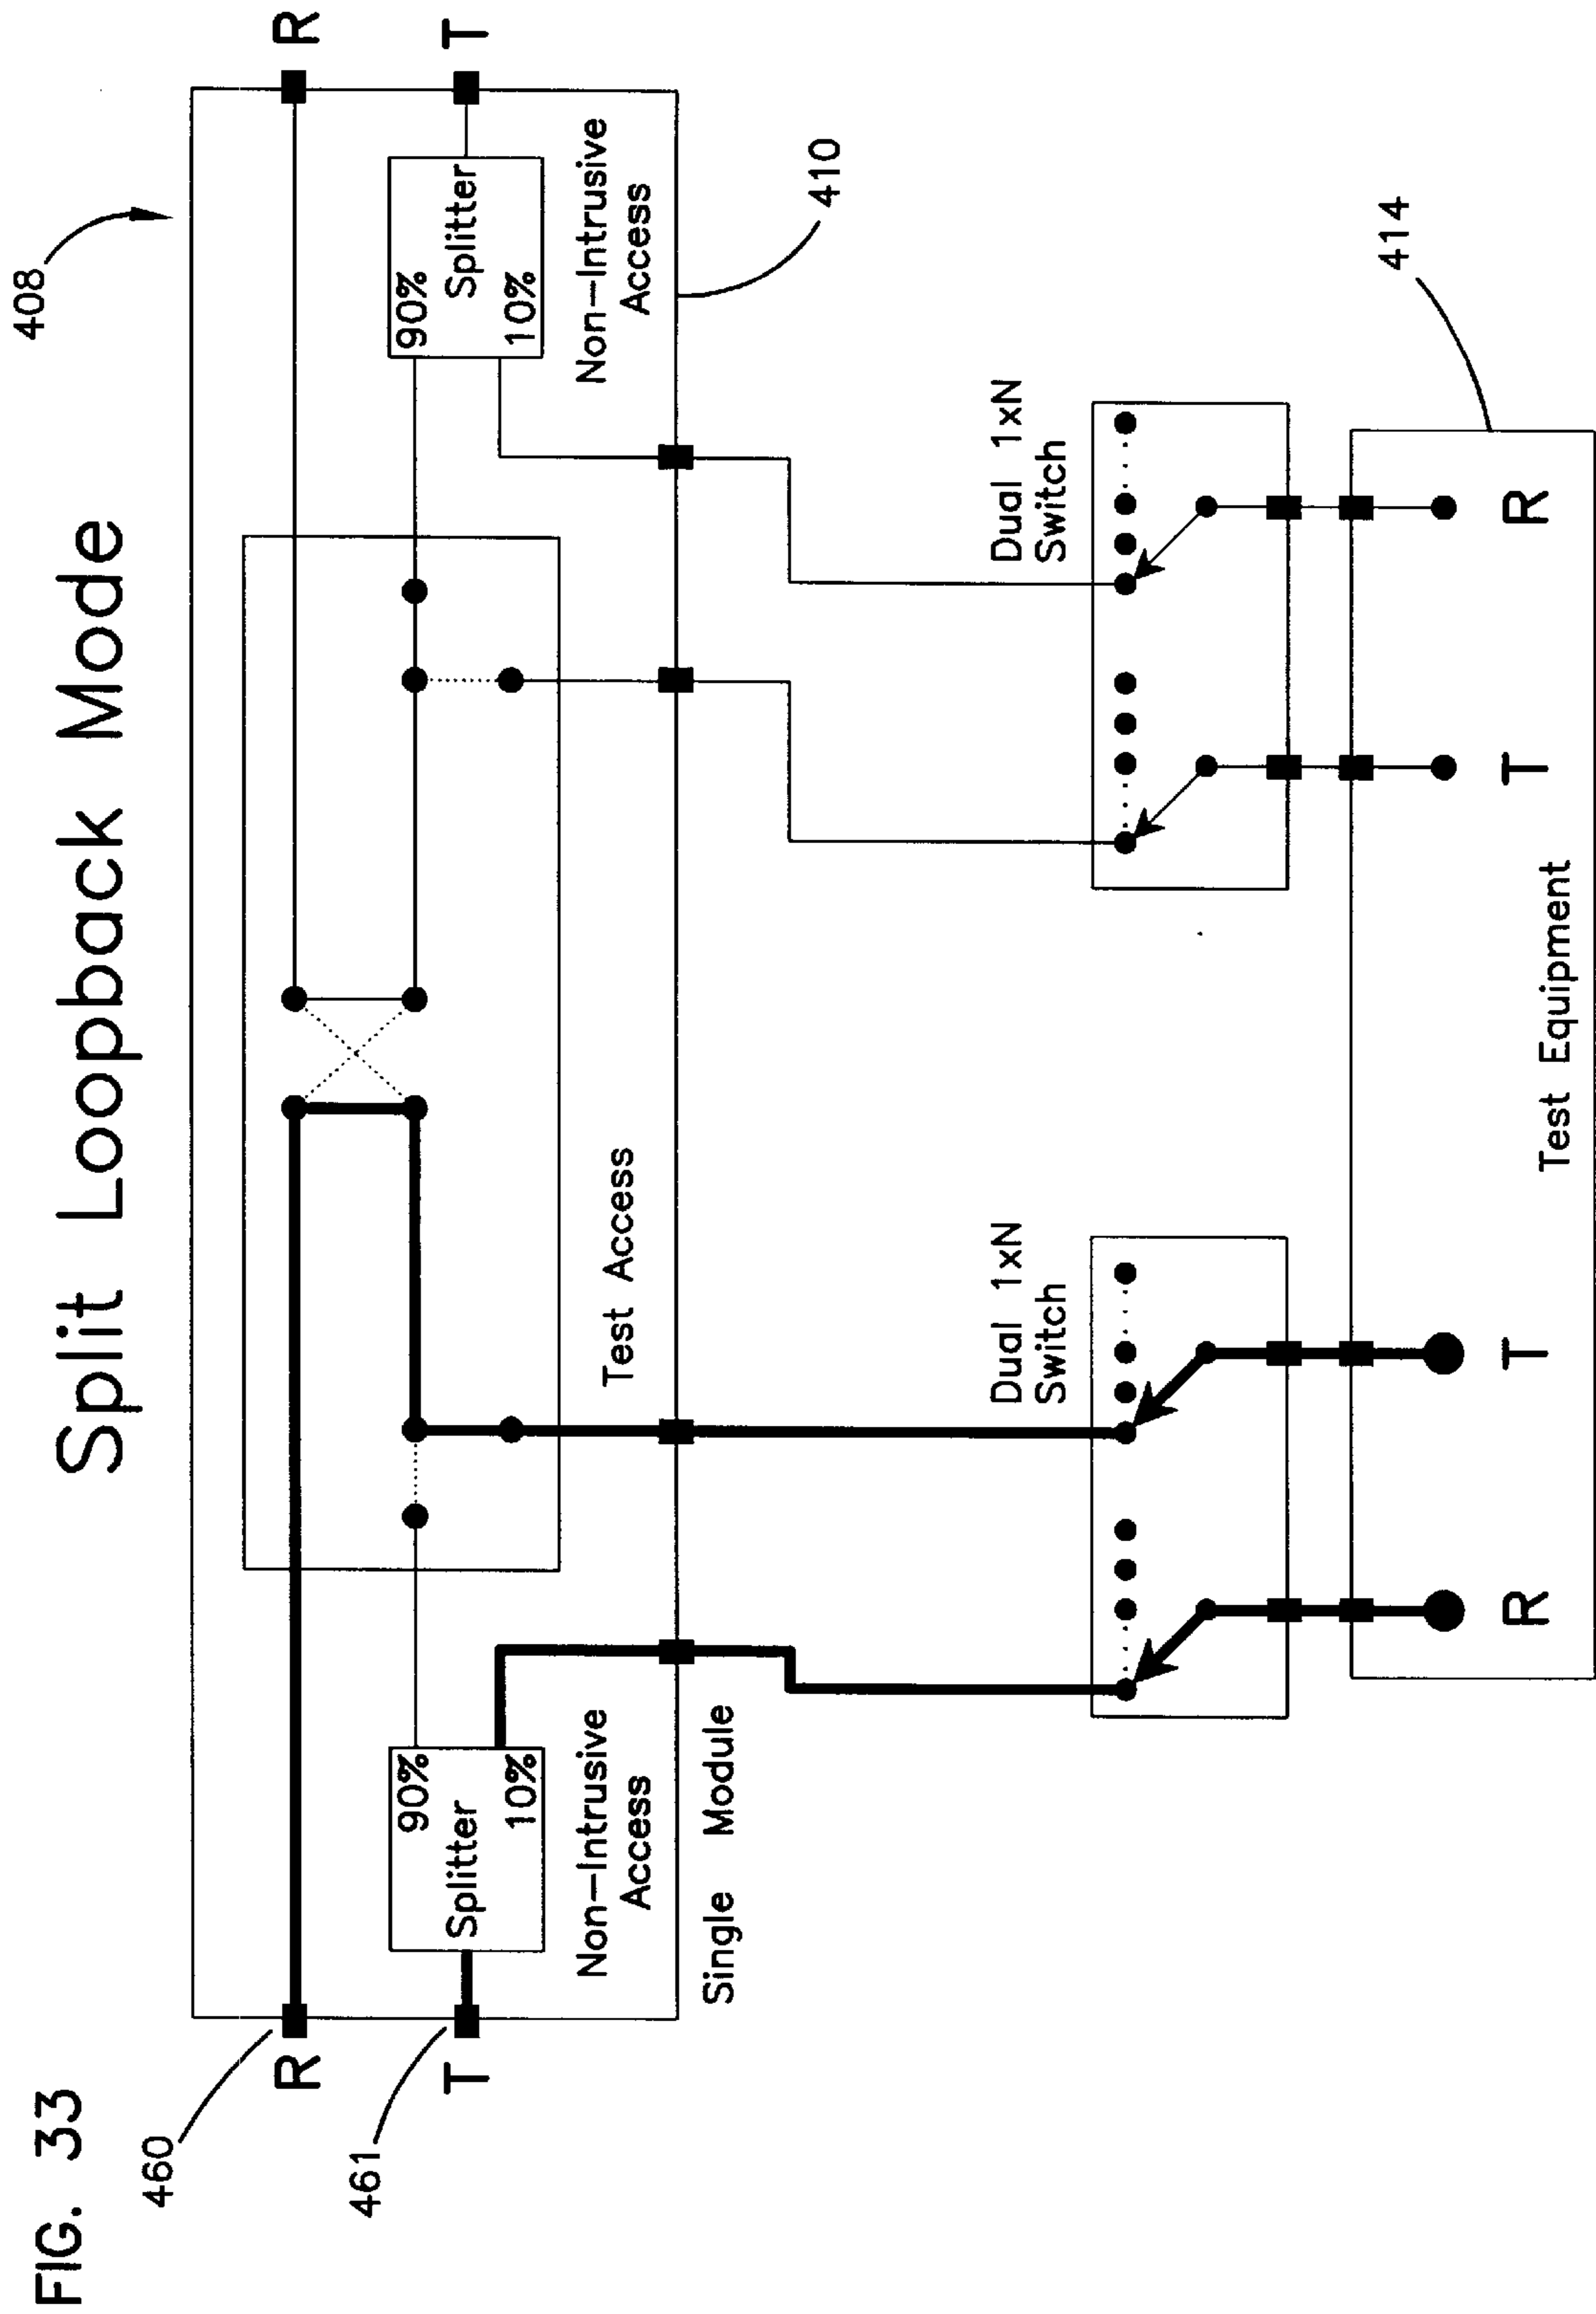 FIG. 33
Split Loopback Mode
408
460
R
R
461
T
T
90%
Splitter
10%
90%
Splitter
10%
Non-Intrusive
Access
Test Access
Non-Intrusive
Access
Single Module
410
Dual 1xN
Switch
Dual 1xN
Switch
414
R
T
T
R
Test Equipment